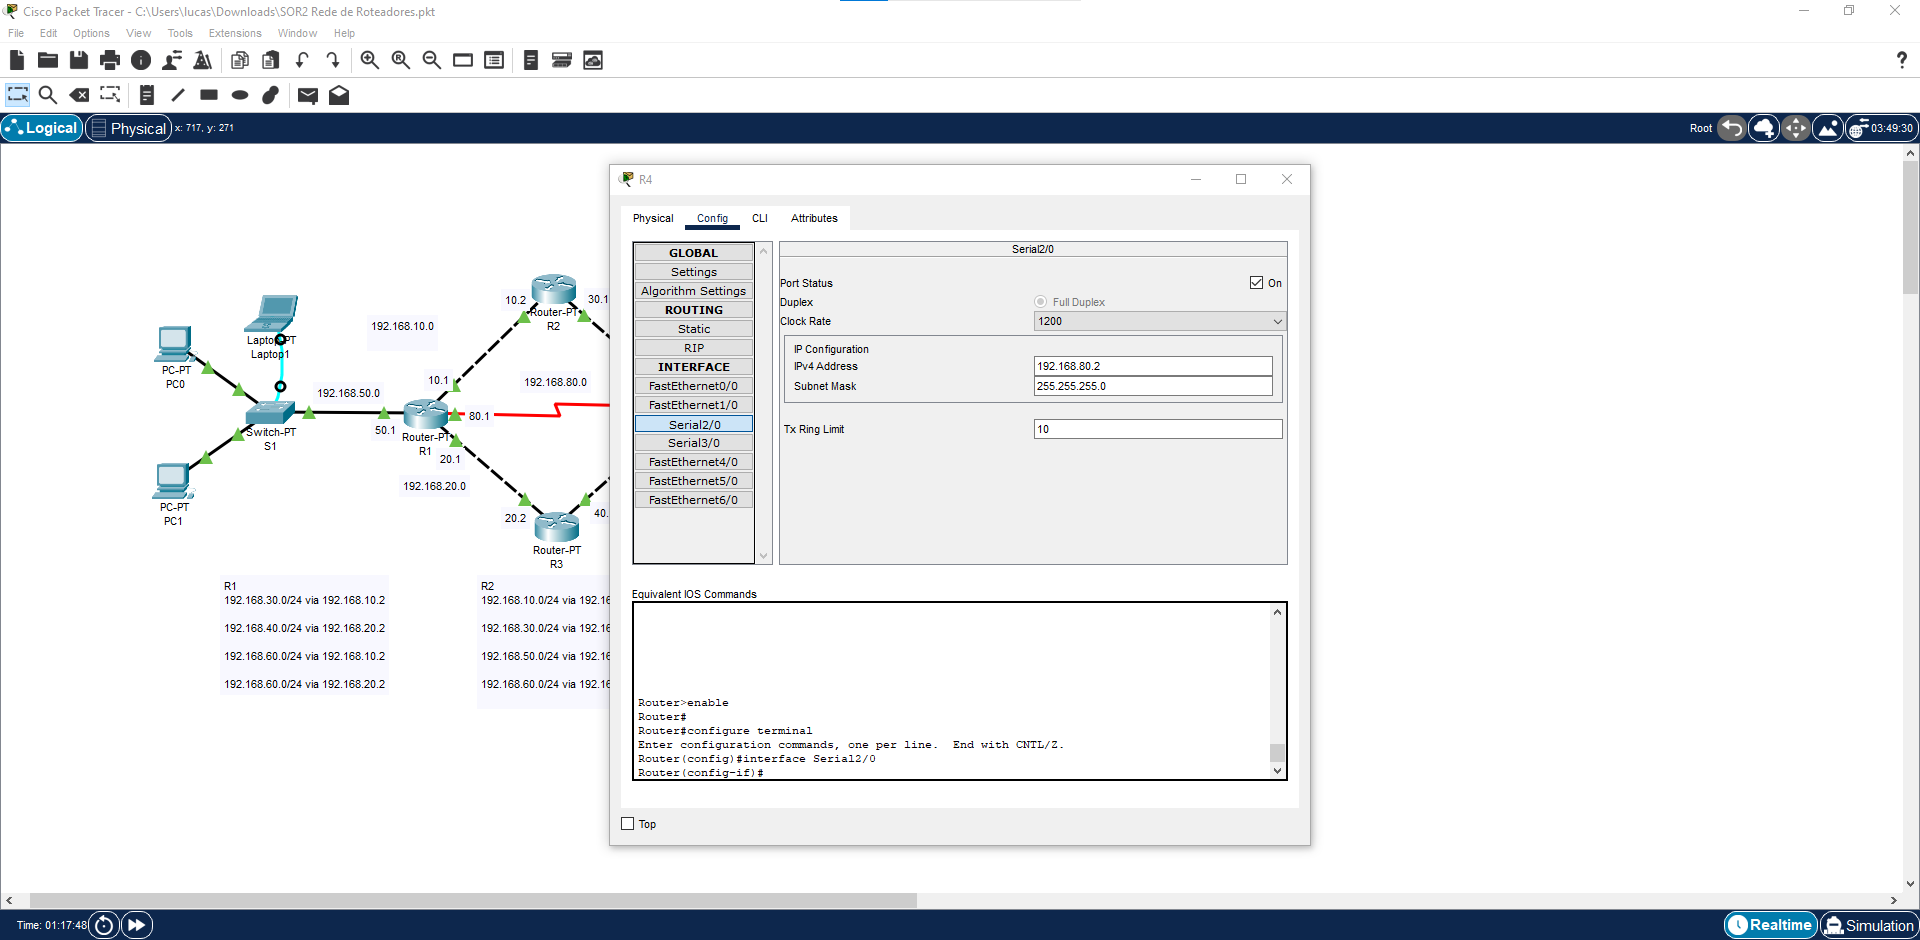 Cisco Packet Tracer - C:\Users\lucas\Downloads\SOR2 Rede de Roteadores.pkt
File Edit Options View Tools Extensions Window Help
Logical Physical x: 717, y: 271
Root 03:49:30
192.168.10.0
Laptop-PT
Laptop1
PC-PT
PC0
192.168.50.0
Switch-PT
S1
PC-PT
PC1
50.1
Router-PT
R1
10.1
80.1
20.1
192.168.20.0
192.168.80.0
10.2
30.1
Router-PT
R2
20.2
40.
Router-PT
R3
R1
192.168.30.0/24 via 192.168.10.2
192.168.40.0/24 via 192.168.20.2
192.168.60.0/24 via 192.168.10.2
192.168.60.0/24 via 192.168.20.2
R2
192.168.10.0/24 via 192.16
192.168.30.0/24 via 192.16
192.168.50.0/24 via 192.16
192.168.60.0/24 via 192.16
R4
Physical Config CLI Attributes
GLOBAL
Settings
Algorithm Settings
ROUTING
Static
RIP
INTERFACE
FastEthernet0/0
FastEthernet1/0
Serial2/0
Serial3/0
FastEthernet4/0
FastEthernet5/0
FastEthernet6/0
Serial2/0
Port Status On
Duplex Full Duplex
Clock Rate 1200
IP Configuration
IPv4 Address 192.168.80.2
Subnet Mask 255.255.255.0
Tx Ring Limit 10
Equivalent IOS Commands
Router>enable
Router#
Router#configure terminal
Enter configuration commands, one per line.  End with CNTL/Z.
Router(config)#interface Serial2/0
Router(config-if)#
Top
Time: 01:17:48
Realtime Simulation